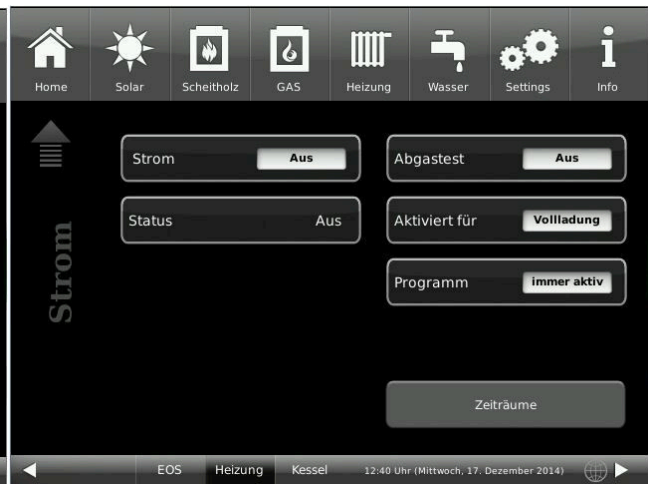 Home Solar Scheitholz GAS Heizung Wasser Settings Info
Strom
Strom Aus
Status Aus
Abgastest Aus
Aktiviert für Vollladung
Programm immer aktiv
Zeiträume
EOS Heizung Kessel 12:40 Uhr (Mittwoch, 17. Dezember 2014)